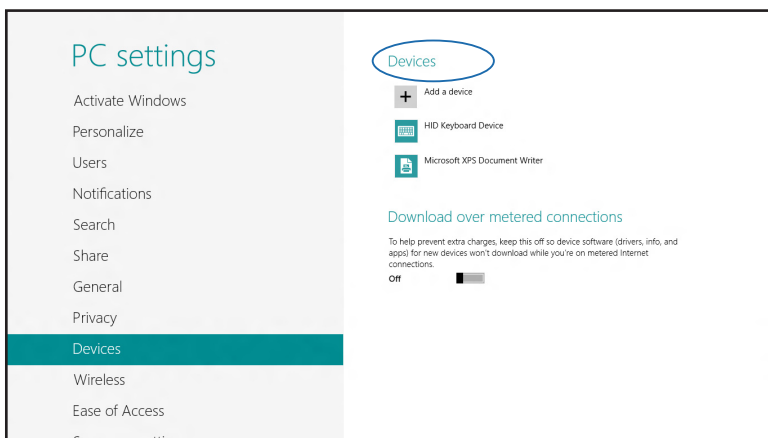 PC settings
Activate Windows
Personalize
Users
Notifications
Search
Share
General
Privacy
Devices
Wireless
Ease of Access
Devices
Add a device
HID Keyboard Device
Microsoft XPS Document Writer
Download over metered connections
To help prevent extra charges, keep this off so device software (drivers, info, and
apps) for new devices won't download while you're on metered Internet
connections.
Off